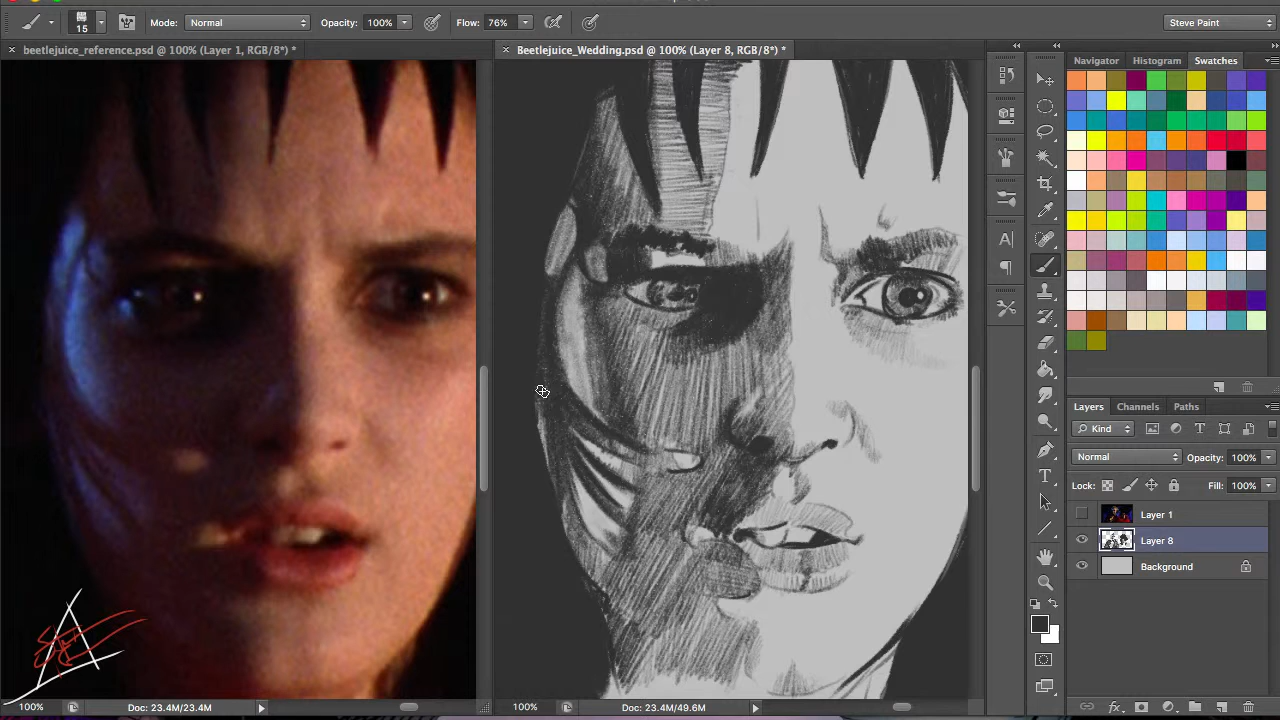 15
Mode: Normal
Opacity: 100%
Flow: 76%
Steve Paint
× beetlejuice_reference.psd @ 100% (Layer 1, RGB/8*) *
× Beetlejuice_Wedding.psd @ 100% (Layer 8, RGB/8*) *
Navigator Histogram Swatches
Layers Channels Paths
Kind
Normal
Opacity: 100%
Lock:
Fill: 100%
Layer 1
Layer 8
Background
100%
Doc: 23.4M/23.4M
100%
Doc: 23.4M/49.6M